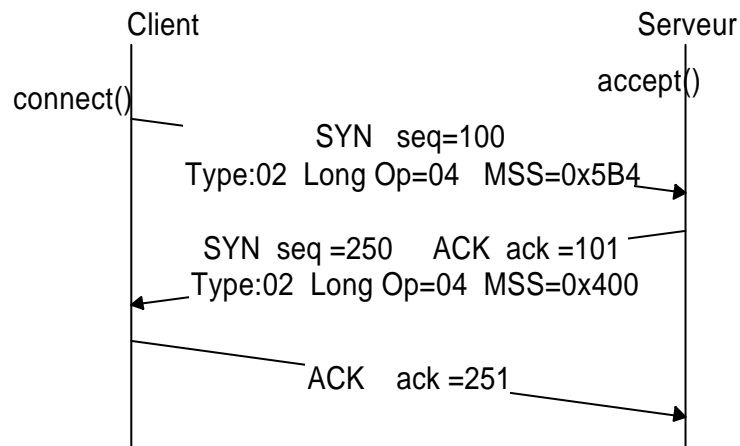 Client Serveur
accept()
connect()
SYN seq=100
Type:02 Long Op=04 MSS=0x5B4
SYN seq =250 ACK ack =101
Type:02 Long Op=04 MSS=0x400
ACK ack =251